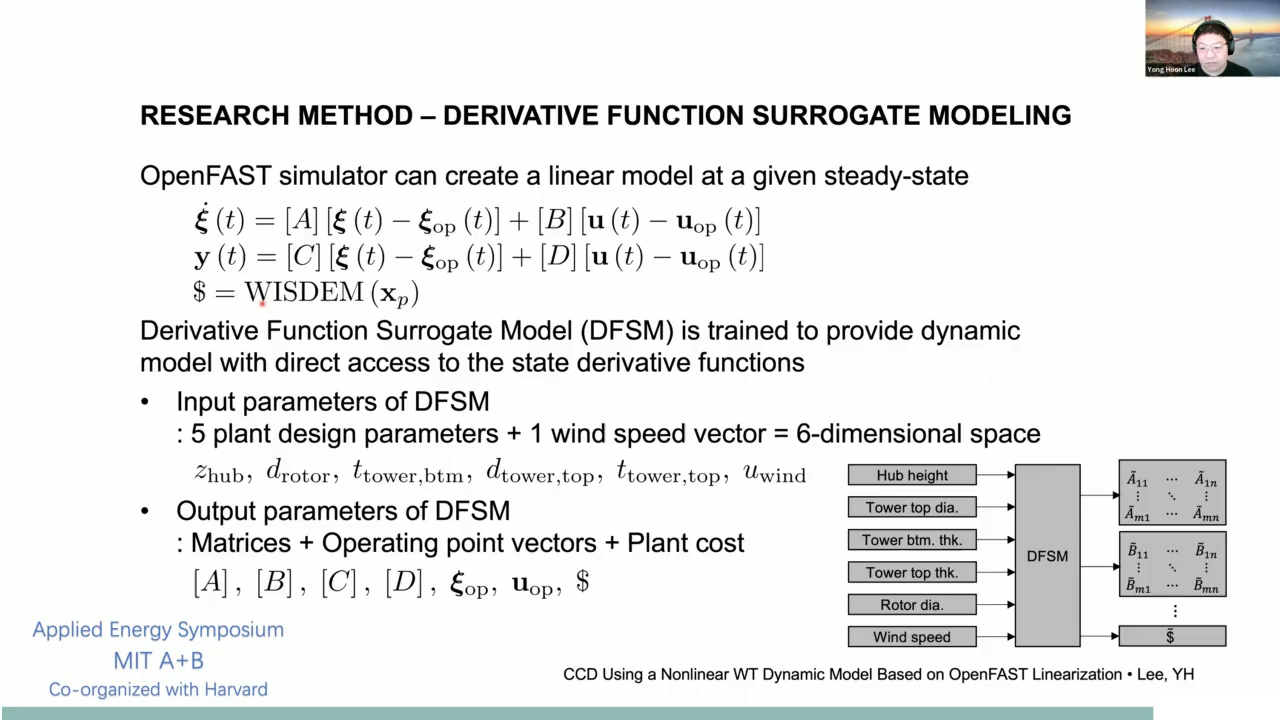 Yong Hoon Lee
RESEARCH METHOD – DERIVATIVE FUNCTION SURROGATE MODELING
OpenFAST simulator can create a linear model at a given steady-state
ξ̇ (t) = [A] [ξ (t) − ξop (t)] + [B] [u (t) − uop (t)]
y (t) = [C] [ξ (t) − ξop (t)] + [D] [u (t) − uop (t)]
$ = WISDEM (xp)
Derivative Function Surrogate Model (DFSM) is trained to provide dynamic
model with direct access to the state derivative functions
• Input parameters of DFSM
: 5 plant design parameters + 1 wind speed vector = 6-dimensional space
zhub, drotor, ttower,btm, dtower,top, ttower,top, uwind
• Output parameters of DFSM
: Matrices + Operating point vectors + Plant cost
[A], [B], [C], [D], ξop, uop, $
Hub height
Tower top dia.
Tower btm. thk.
Tower top thk.
Rotor dia.
Wind speed
DFSM
Ã11 ⋯ Ã1n
⋮ ⋱ ⋮
Ãm1 ⋯ Ãmn
B̃11 ⋯ B̃1n
⋮ ⋱ ⋮
B̃m1 ⋯ B̃mn
⋮
$̃
Applied Energy Symposium
MIT A+B
Co-organized with Harvard
CCD Using a Nonlinear WT Dynamic Model Based on OpenFAST Linearization • Lee, YH